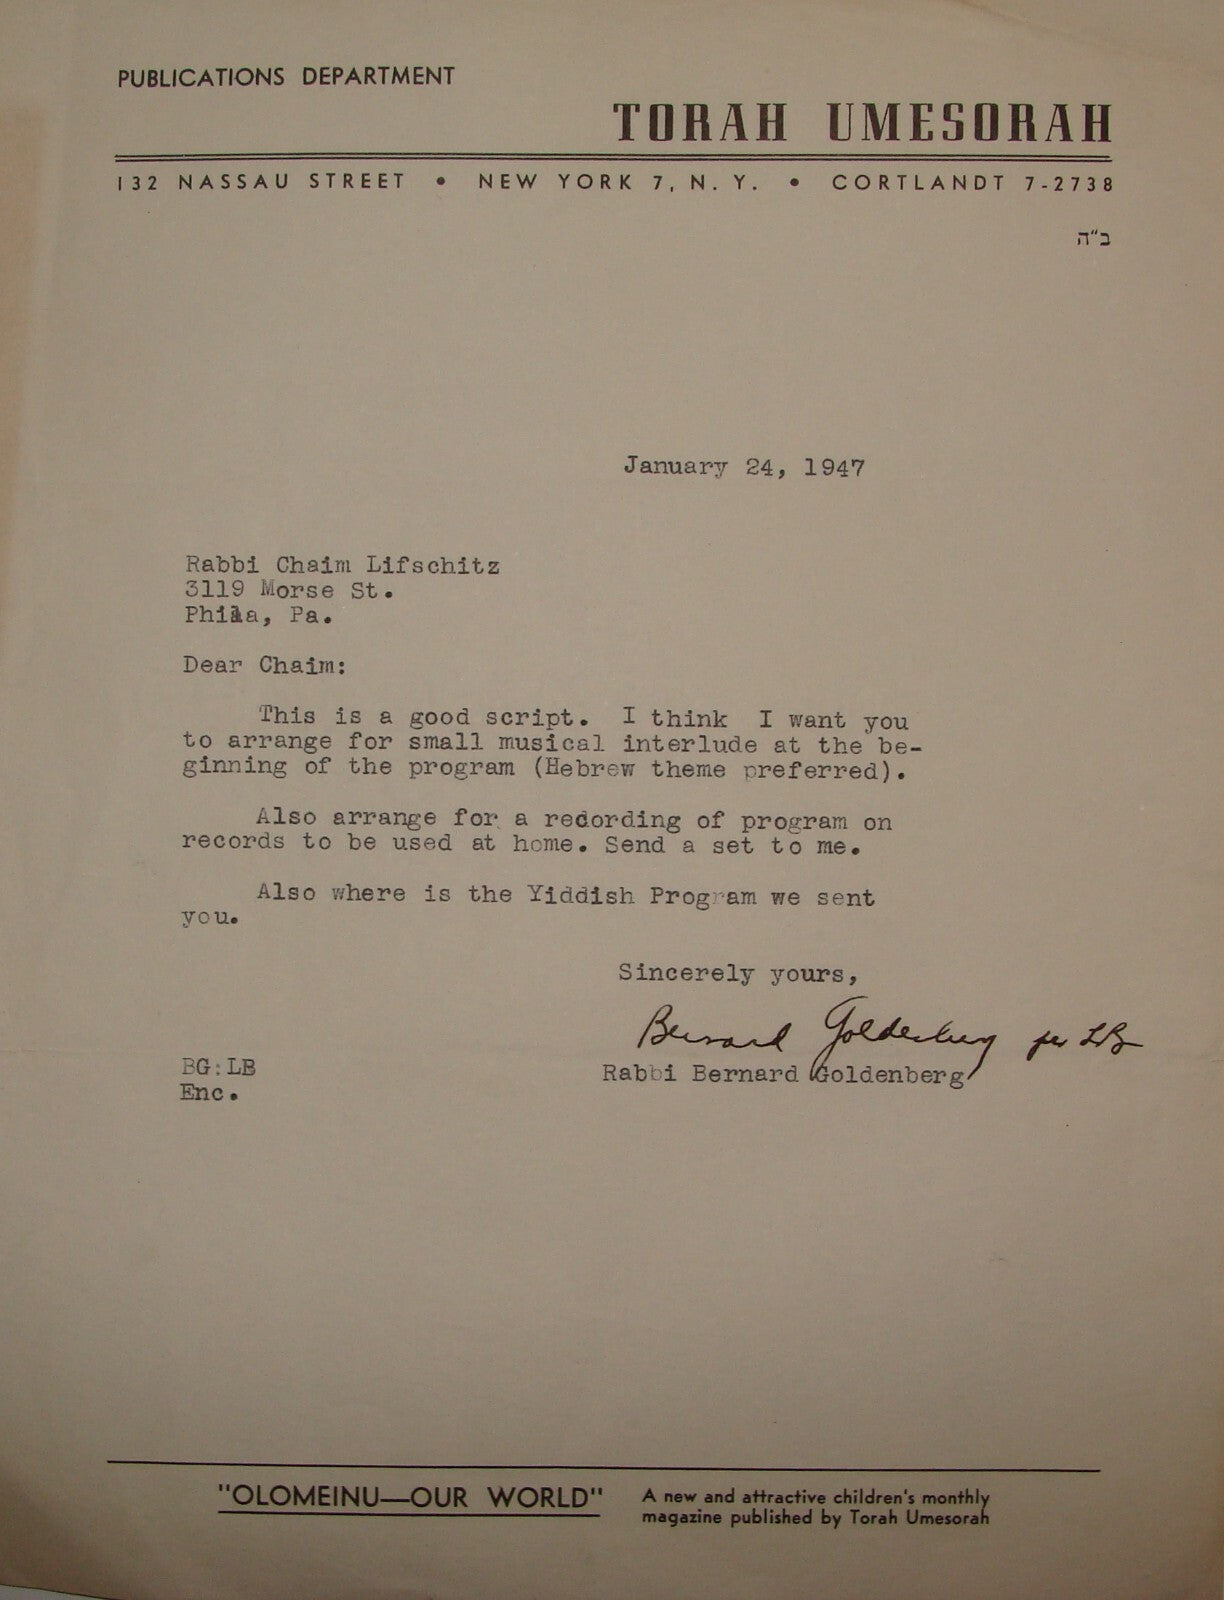 PUBLICATIONS DEPARTMENT
TORAH UMESORAH
132 NASSAU STREET • NEW YORK 7, N. Y. • CORTLANDT 7-2738
ב"ה
January 24, 1947
Rabbi Chaim Lifschitz
3119 Morse St.
Phila, Pa.
Dear Chaim:
This is a good script. I think I want you
to arrange for small musical interlude at the be-
ginning of the program (Hebrew theme preferred).
Also arrange for a recording of program on
records to be used at home. Send a set to me.
Also where is the Yiddish Program we sent
you.
Sincerely yours,
Bernard Goldenberg per LB
Rabbi Bernard Goldenberg
BG:LB
Enc.
"OLOMEINU—OUR WORLD" A new and attractive children's monthly
magazine published by Torah Umesorah